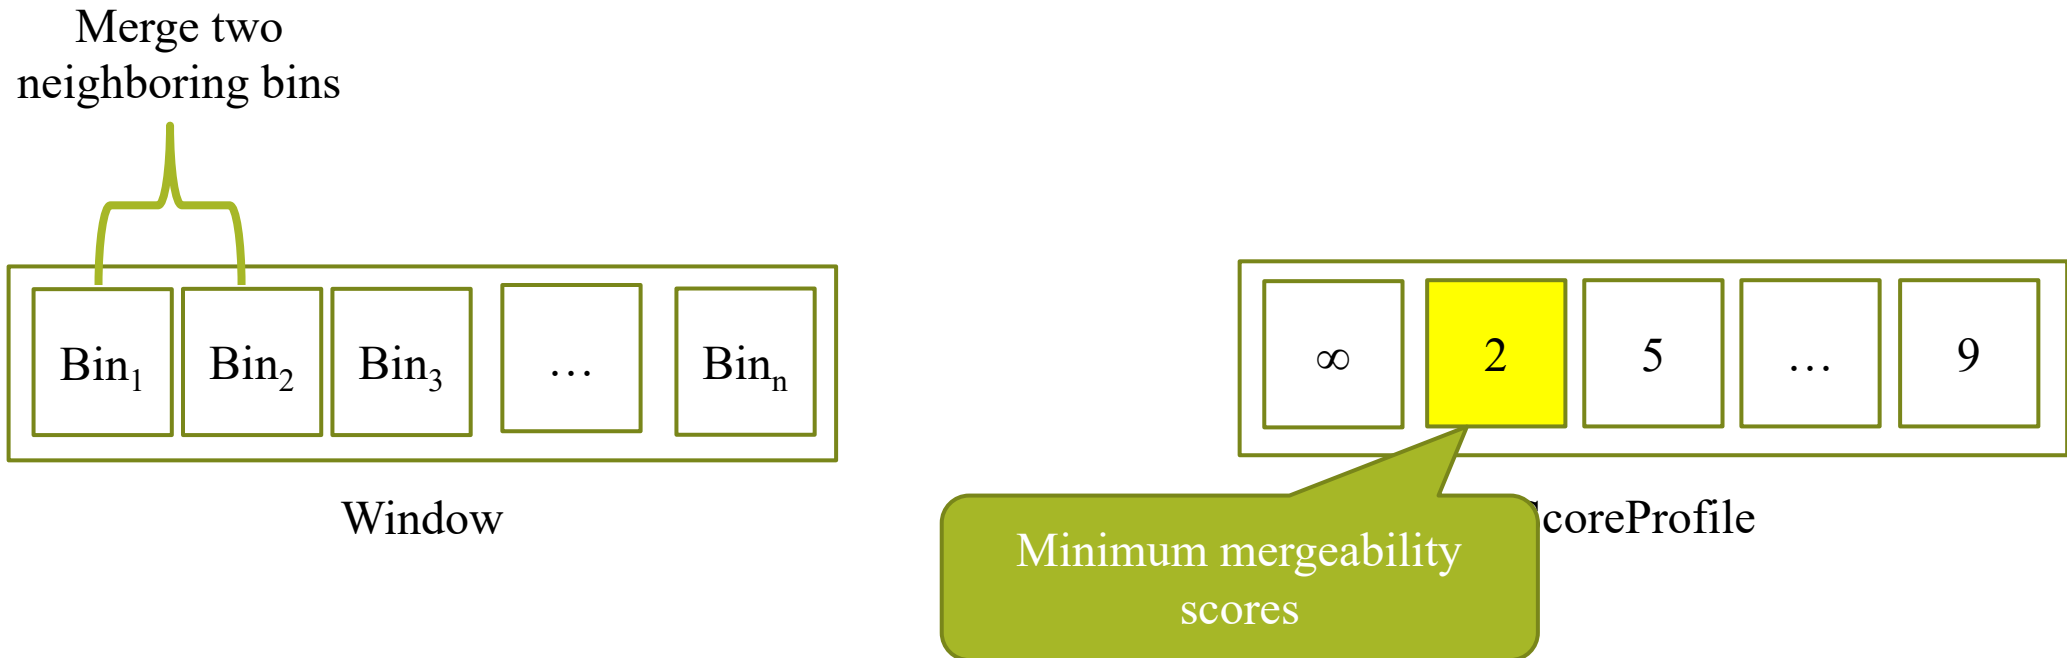 Merge two
neighboring bins
Bin₁ Bin₂ Bin₃ … Binₙ
Window
∞ 2 5 … 9
coreProfile
Minimum mergeability
scores